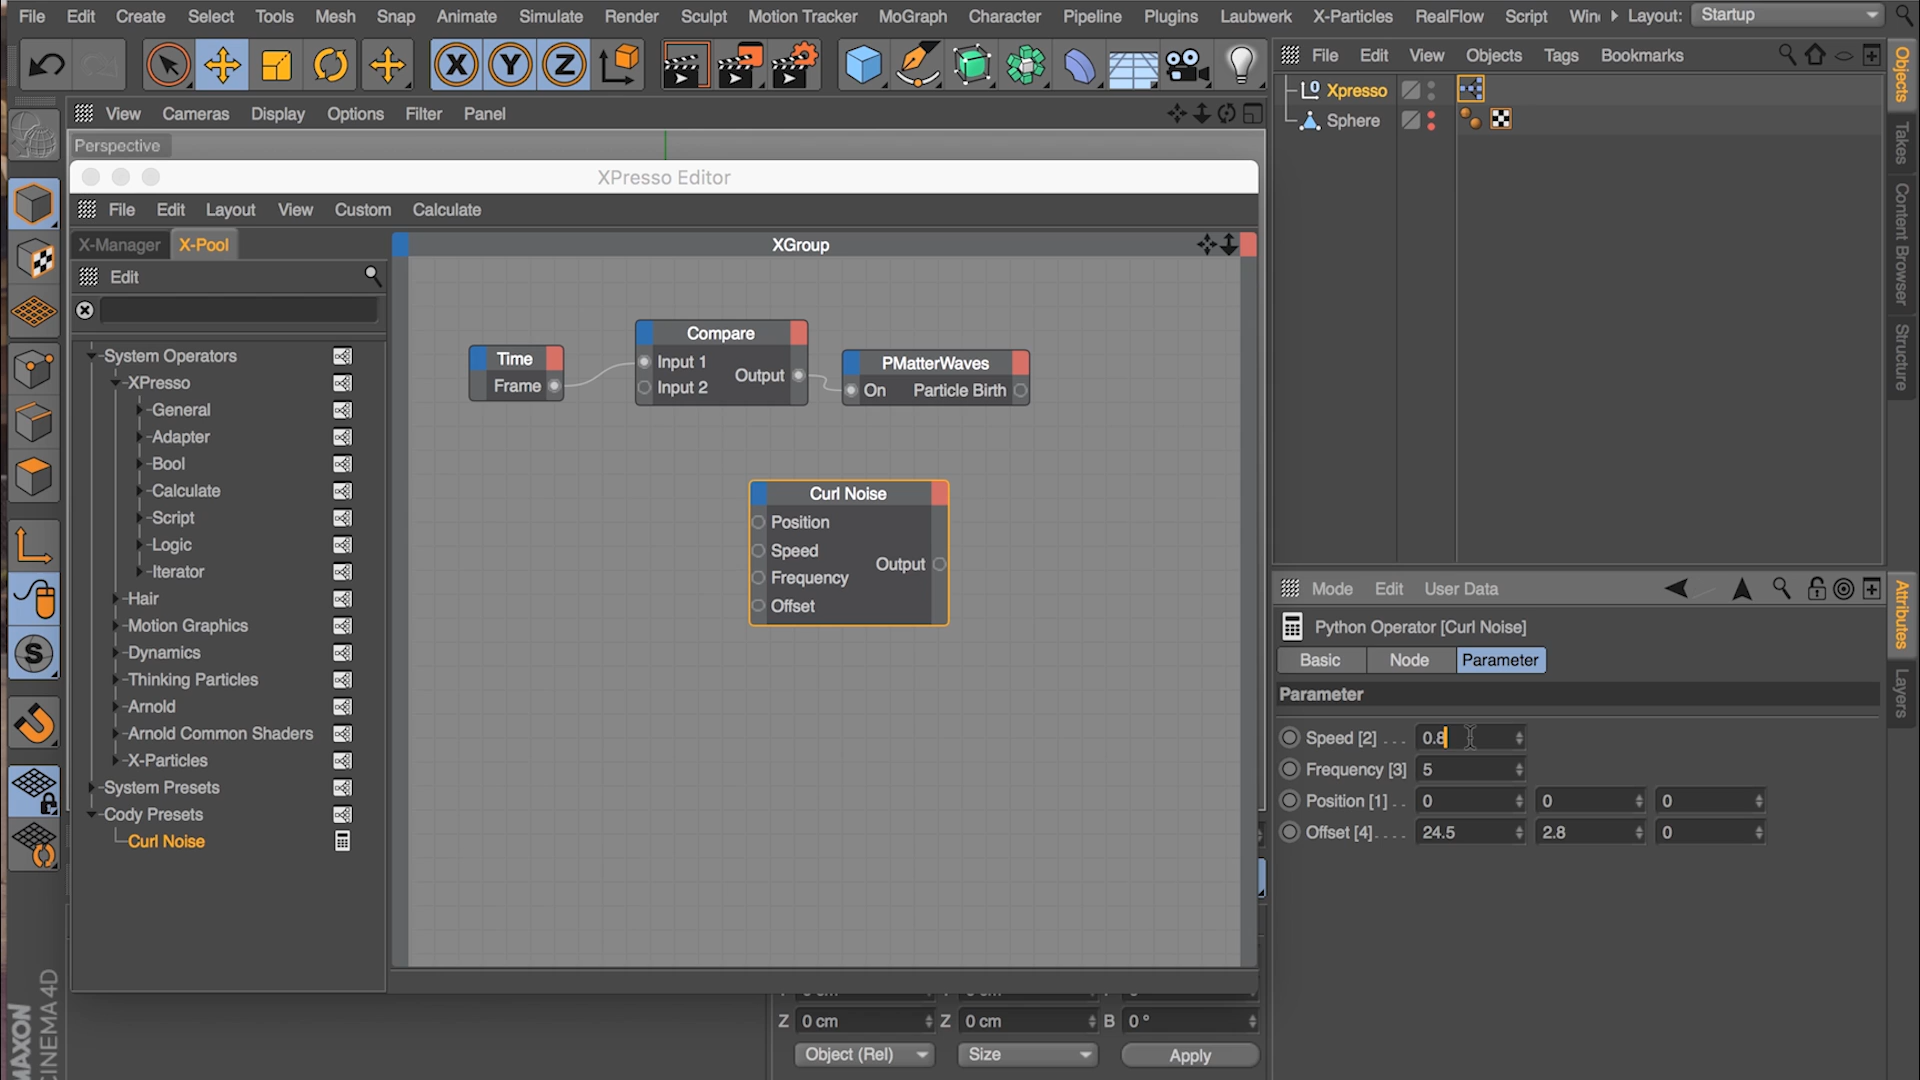 File Edit Create Select Tools Mesh Snap Animate Simulate Render Sculpt Motion Tracker MoGraph Character Pipeline Plugins Laubwerk X-Particles RealFlow Script Layout: Startup
View Cameras Display Options Filter Panel
Perspective
XPresso Editor
File Edit Layout View Custom Calculate
X-Manager X-Pool
Edit
System Operators
XPresso
General
Adapter
Bool
Calculate
Script
Logic
Iterator
Hair
Motion Graphics
Dynamics
Thinking Particles
Arnold
Arnold Common Shaders
X-Particles
System Presets
Cody Presets
Curl Noise
XGroup
Time
Frame
Compare
Input 1
Input 2
Output
PMatterWaves
On Particle Birth
Curl Noise
Position
Speed
Frequency
Offset
Output
Z 0 cm Z 0 cm B 0 °
Object (Rel) Size Apply
File Edit View Objects Tags Bookmarks
Xpresso
Sphere
Objects
Takes
Content Browser
Structure
Mode Edit User Data
Python Operator [Curl Noise]
Basic Node Parameter
Parameter
Speed [2] . . . 0.8
Frequency [3] 5
Position [1] . . 0 0 0
Offset [4]. . . . 24.5 2.8 0
Attributes
Layers
MAXON
CINEMA 4D